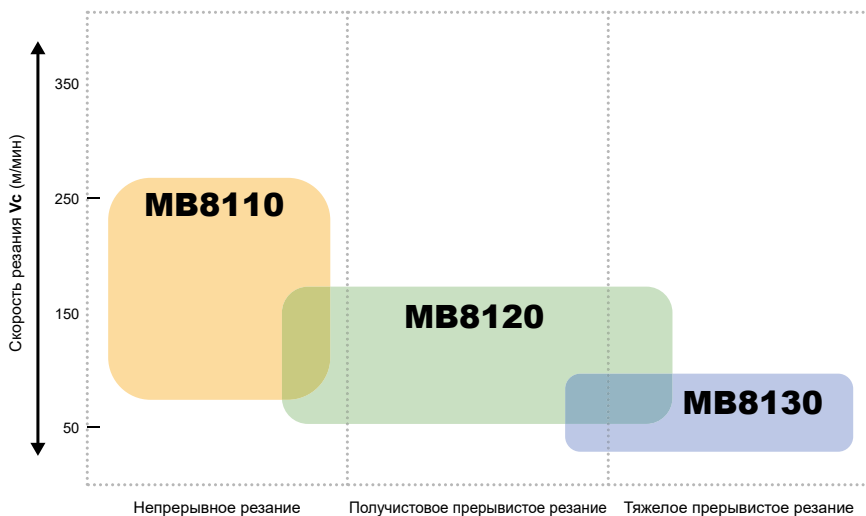 Скорость резания Vc (м/мин)
350
250
150
50
MB8110
MB8120
MB8130
Непрерывное резание
Получистовое прерывистое резание
Тяжелое прерывистое резание